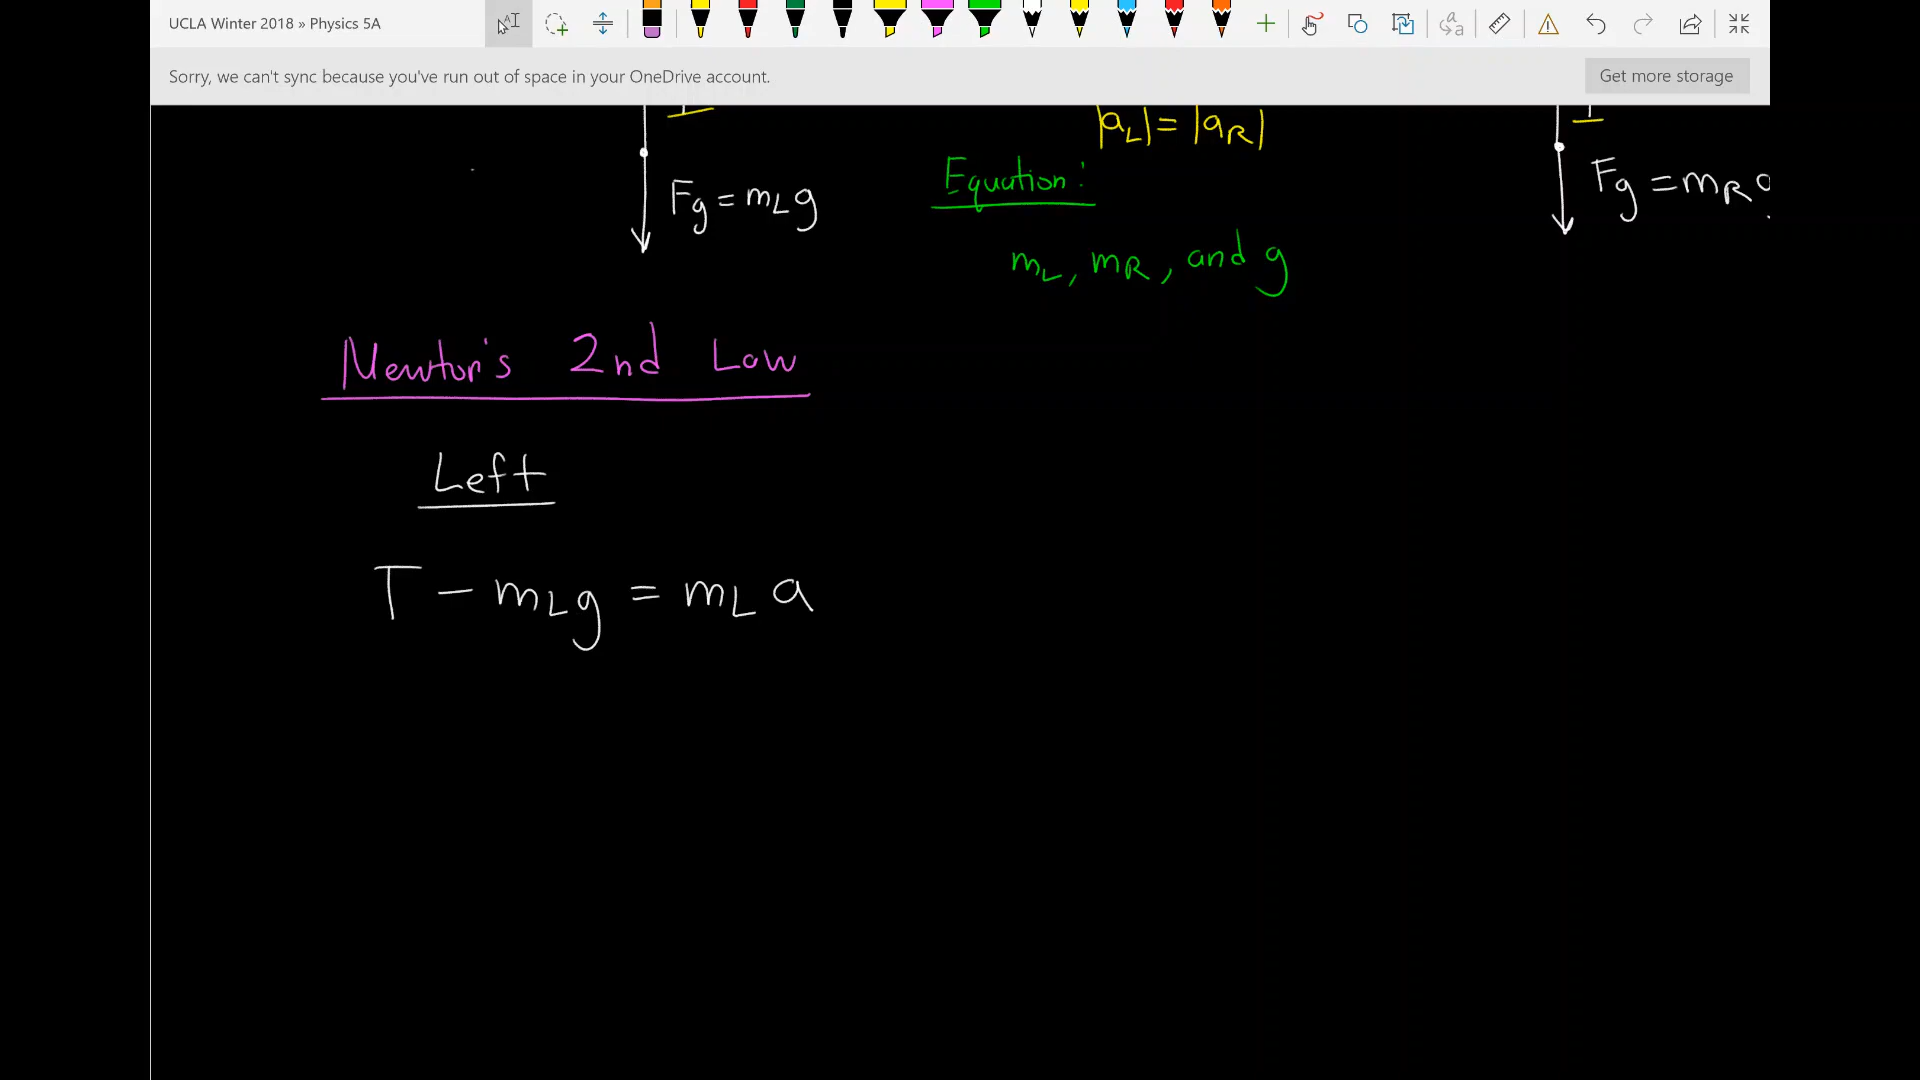 UCLA Winter 2018 » Physics 5A
Sorry, we can't sync because you've run out of space in your OneDrive account.
Get more storage
|aL| = |aR|
Equation:
Fg = mLg
Fg = mR
mL, mR, and g
Newton's 2nd Law
Left
T - mLg = mL a